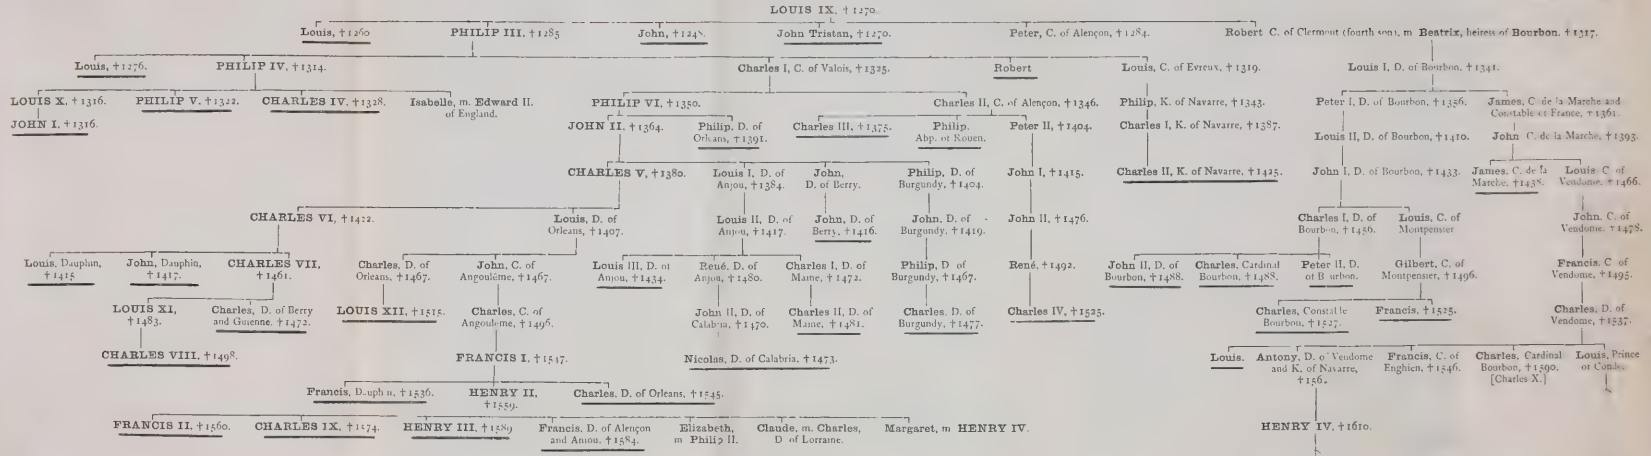 LOUIS IX, †1270.
Louis, †1260
PHILIP III, †1285
John, †1248.
John Tristan, †1270.
Peter, C. of Alençon, †1284.
Robert C. of Clermont (fourth son), m Beatrix, heiress of Bourbon. †1317.
Louis, †1276.
PHILIP IV, †1314.
Charles I, C. of Valois, †1325.
Robert
Louis, C. of Evreux, †1319.
Louis I, D. of Bourbon, †1341.
LOUIS X, †1316.
PHILIP V, †1322.
CHARLES IV, †1328.
Isabelle, m. Edward II.
of England.
PHILIP VI, †1350.
Charles II, C. of Alençon, †1346.
Philip, K. of Navarre, †1343.
Peter I, D. of Bourbon, †1356.
James, C. de la Marche and
Constable of France, †1361.
JOHN I, †1316.
JOHN II, †1364.
Philip, D. of
Orleans, †1391.
Charles III, †1375.
Philip,
Abp. of Rouen.
Peter II, †1404.
Charles I, K. of Navarre, †1387.
Louis II, D. of Bourbon, †1410.
John C. de la Marche, †1393.
CHARLES V, †1380.
Louis I, D. of
Anjou, †1384.
John,
D. of Berry.
Philip, D. of
Burgundy, †1404.
John I, †1415.
Charles II, K. of Navarre, †1425.
John I, D. of Bourbon, †1433.
James, C. de la
Marche, †1438.
Louis C of
Vendome, †1466.
CHARLES VI, †1422.
Louis, D. of
Orleans, †1407.
Louis II, D. of
Anjou, †1417.
John, D. of
Berry, †1416.
John, D. of
Burgundy, †1419.
John II, †1476.
Charles I, D. of
Bourbon, †1456.
Louis, C. of
Montpensier
John, C. of
Vendome, †1478.
Louis, Dauphin,
†1415
John, Dauphin,
†1417.
CHARLES VII,
†1461.
Charles, D. of
Orleans, †1467.
John, C. of
Angoulême, †1467.
Louis III, D. of
Anjou, †1434.
René, D. of
Anjou, †1480.
Charles I, D. of
Maine, †1472.
Philip, D of
Burgundy, †1467.
René, †1492.
John II, D. of
Bourbon, †1488.
Charles, Cardinal
Bourbon, †1488.
Peter II, D.
of Bourbon.
Gilbert, C. of
Montpensier, †1496.
Francis, C of
Vendome, †1495.
LOUIS XI,
†1483.
Charles, D. of Berry
and Guienne, †1472.
LOUIS XII, †1515.
Charles, C. of
Angoulême, †1496.
John II, D. of
Calabria, †1470.
Charles II, D. of
Maine, †1481.
Charles, D. of
Burgundy, †1477.
Charles IV, †1525.
Charles, Constable
Bourbon, †1527.
Francis, †1525.
Charles, D. of
Vendome, †1537.
CHARLES VIII, †1498.
FRANCIS I, †1547.
Nicolas, D. of Calabria, †1473.
Louis.
Antony, D. of Vendome
and K. of Navarre,
†156
Francis, C. of
Enghien, †1546.
Charles, Cardinal
Bourbon, †1590.
[Charles X.]
Louis, Prince
of Condé.
Francis, Dauphin, †1536.
HENRY II,
†1559.
Charles, D. of Orleans, †1545.
FRANCIS II, †1560.
CHARLES IX, †1574.
HENRY III, †1589
Francis, D. of Alençon
and Anjou, †1584.
Elizabeth,
m Philip II.
Claude, m. Charles,
D of Lorraine.
Margaret, m HENRY IV.
HENRY IV, †1610.